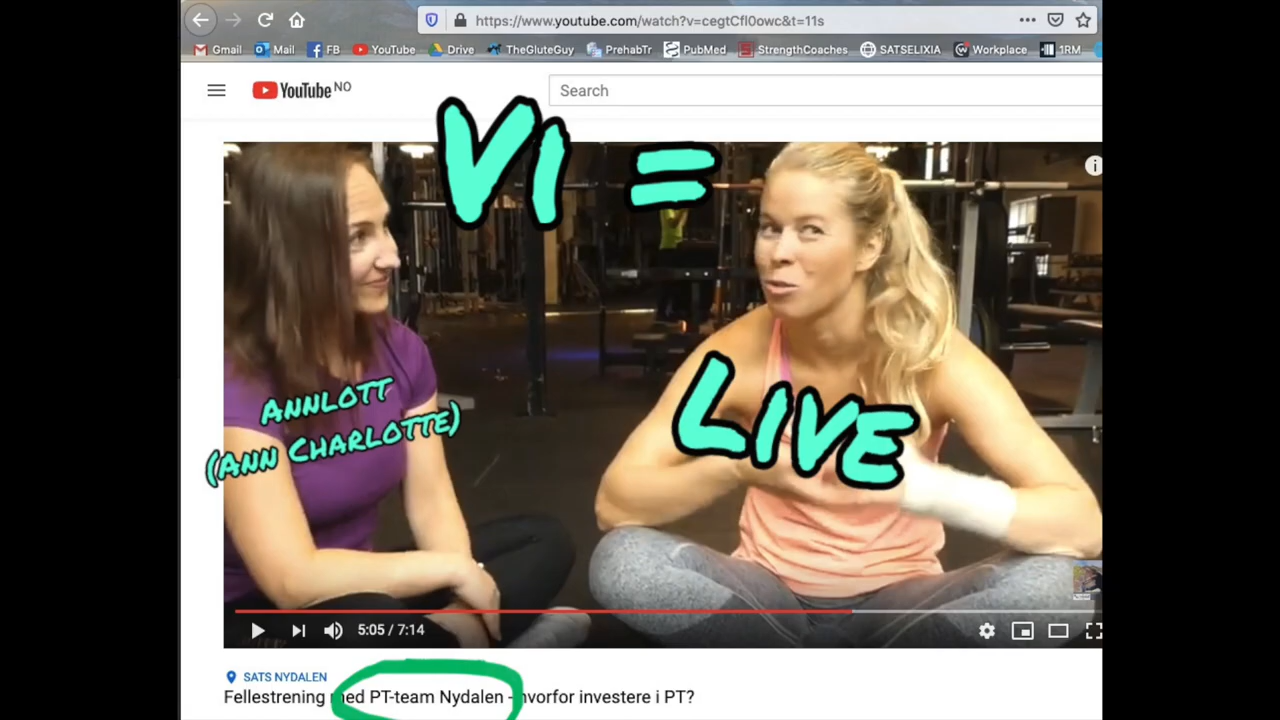 https://www.youtube.com/watch?v=cegtCfl0owc&t=11s
Gmail Mail FB YouTube Drive TheGluteGuy PrehabTr PubMed StrengthCoaches SATSELIXIA Workplace 1RM
YouTube NO
Search
Vi =
Live
Annlott
(Ann Charlotte)
5:05 / 7:14
SATS NYDALEN
Fellestrening med PT-team Nydalen - hvorfor investere i PT?